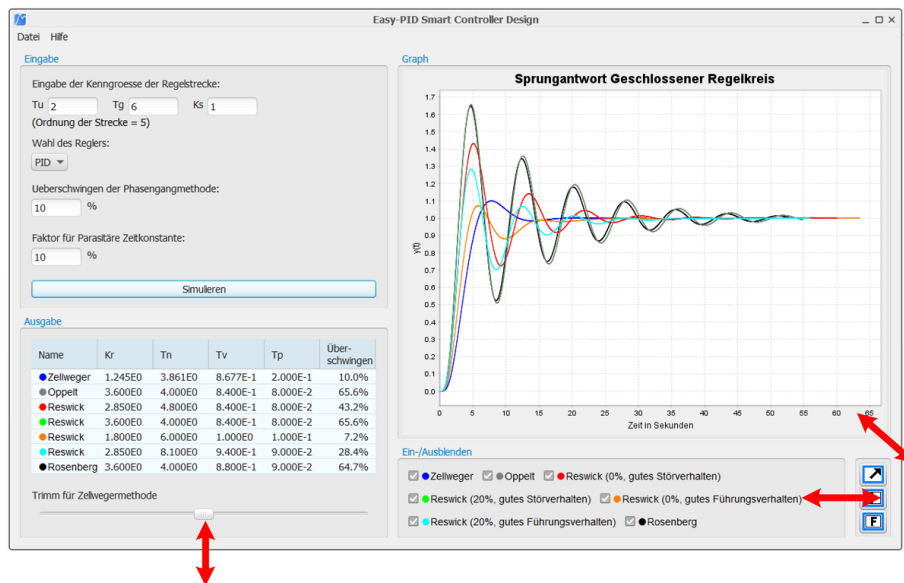 Easy-PID Smart Controller Design
Datei Hilfe
Eingabe
Eingabe der Kenngroesse der Regelstrecke:
Tu 2 Tg 6 Ks 1
(Ordnung der Strecke = 5)
Wahl des Reglers:
PID
Ueberschwingen der Phasengangmethode:
10 %
Faktor für Parasitäre Zeitkonstante:
10 %
Simulieren
Ausgabe
Name Kr Tn Tv Tp Über-schwingen
Zellweger 1.245E0 3.861E0 8.677E-1 2.000E-1 10.0%
Oppelt 3.600E0 4.000E0 8.400E-1 8.000E-2 65.6%
Reswick 2.850E0 4.800E0 8.400E-1 8.000E-2 43.2%
Reswick 3.600E0 4.000E0 8.400E-1 8.000E-2 65.6%
Reswick 1.800E0 6.000E0 1.000E0 1.000E-1 7.2%
Reswick 2.850E0 8.100E0 9.400E-1 9.000E-2 28.4%
Rosenberg 3.600E0 4.000E0 8.800E-1 9.000E-2 64.7%
Trimm für Zellwegermethode
Graph
Sprungantwort Geschlossener Regelkreis
1.7
1.6
1.5
1.4
1.3
1.2
1.1
1.0
0.9
0.8
0.7
0.6
0.5
0.4
0.3
0.2
0.1
0.0
y(t)
0 5 10 15 20 25 30 35 40 45 50 55 60 65
Zeit in Sekunden
Ein-/Ausblenden
Zellweger Oppelt Reswick (0%, gutes Störverhalten)
Reswick (20%, gutes Störverhalten) Reswick (0%, gutes Führungsverhalten)
Reswick (20%, gutes Führungsverhalten) Rosenberg
F